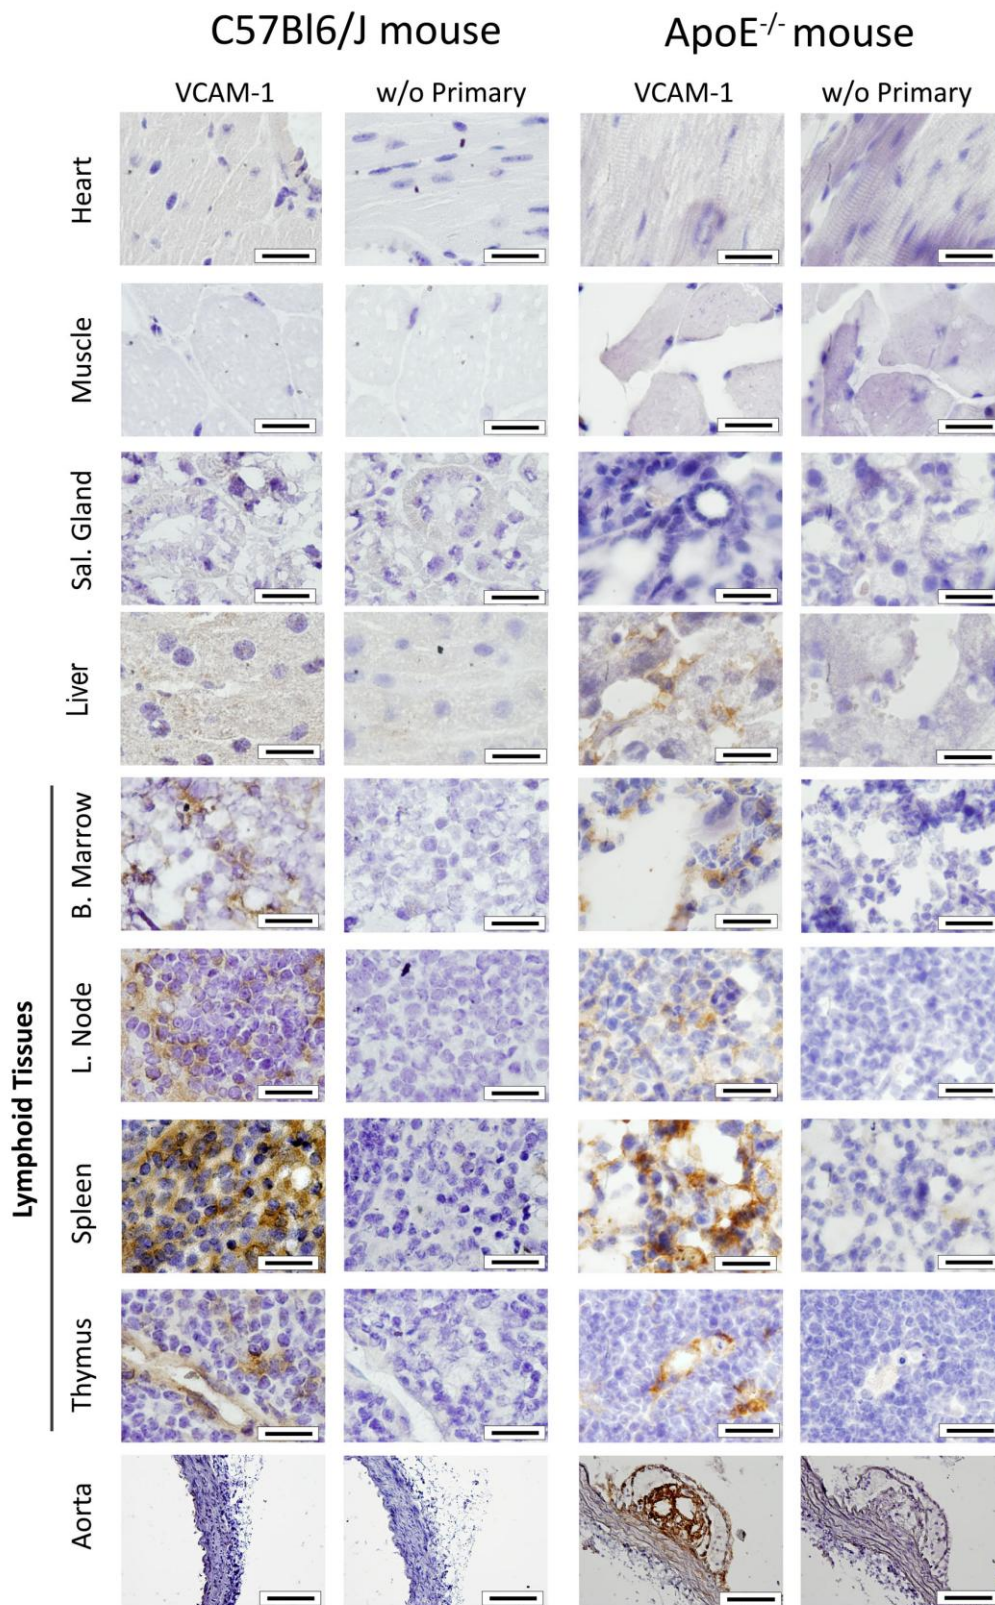 C57Bl6/J mouse
ApoE-/- mouse
VCAM-1
w/o Primary
VCAM-1
w/o Primary
Heart
Muscle
Sal. Gland
Liver
Lymphoid Tissues
B. Marrow
L. Node
Spleen
Thymus
Aorta